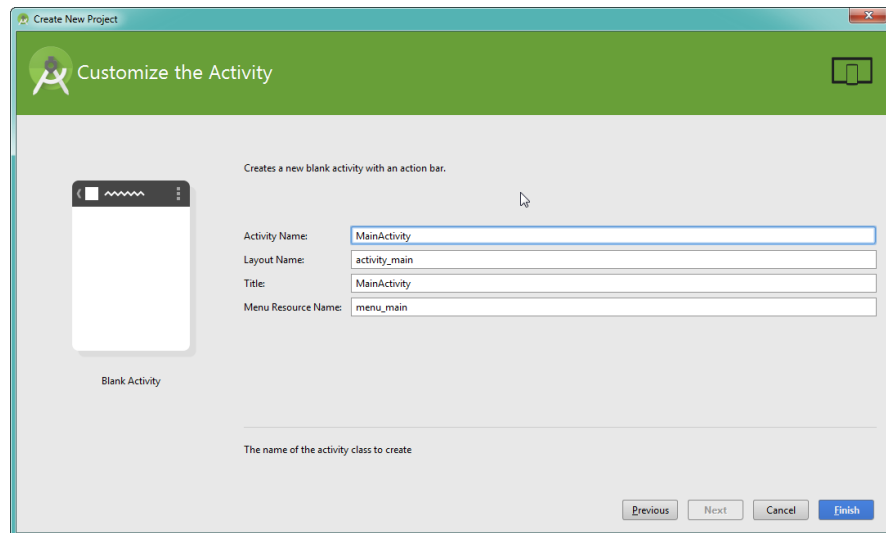 Create New Project
Customize the Activity
Creates a new blank activity with an action bar.
Activity Name: MainActivity
Layout Name: activity_main
Title: MainActivity
Menu Resource Name: menu_main
Blank Activity
The name of the activity class to create
Previous Next Cancel Finish